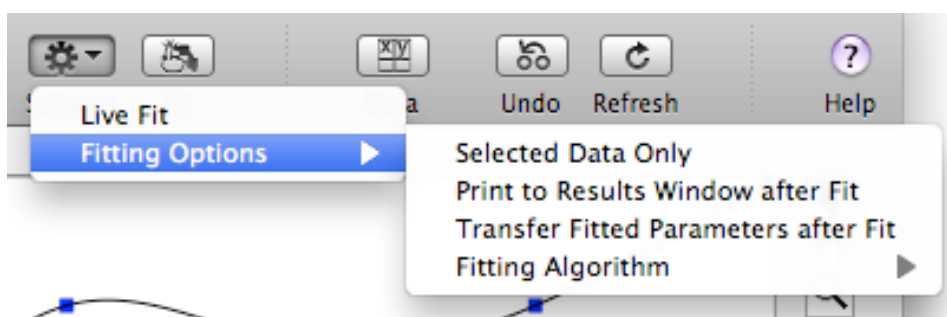 x y
?
a
Undo
Refresh
Help
Live Fit
Fitting Options
Selected Data Only
Print to Results Window after Fit
Transfer Fitted Parameters after Fit
Fitting Algorithm